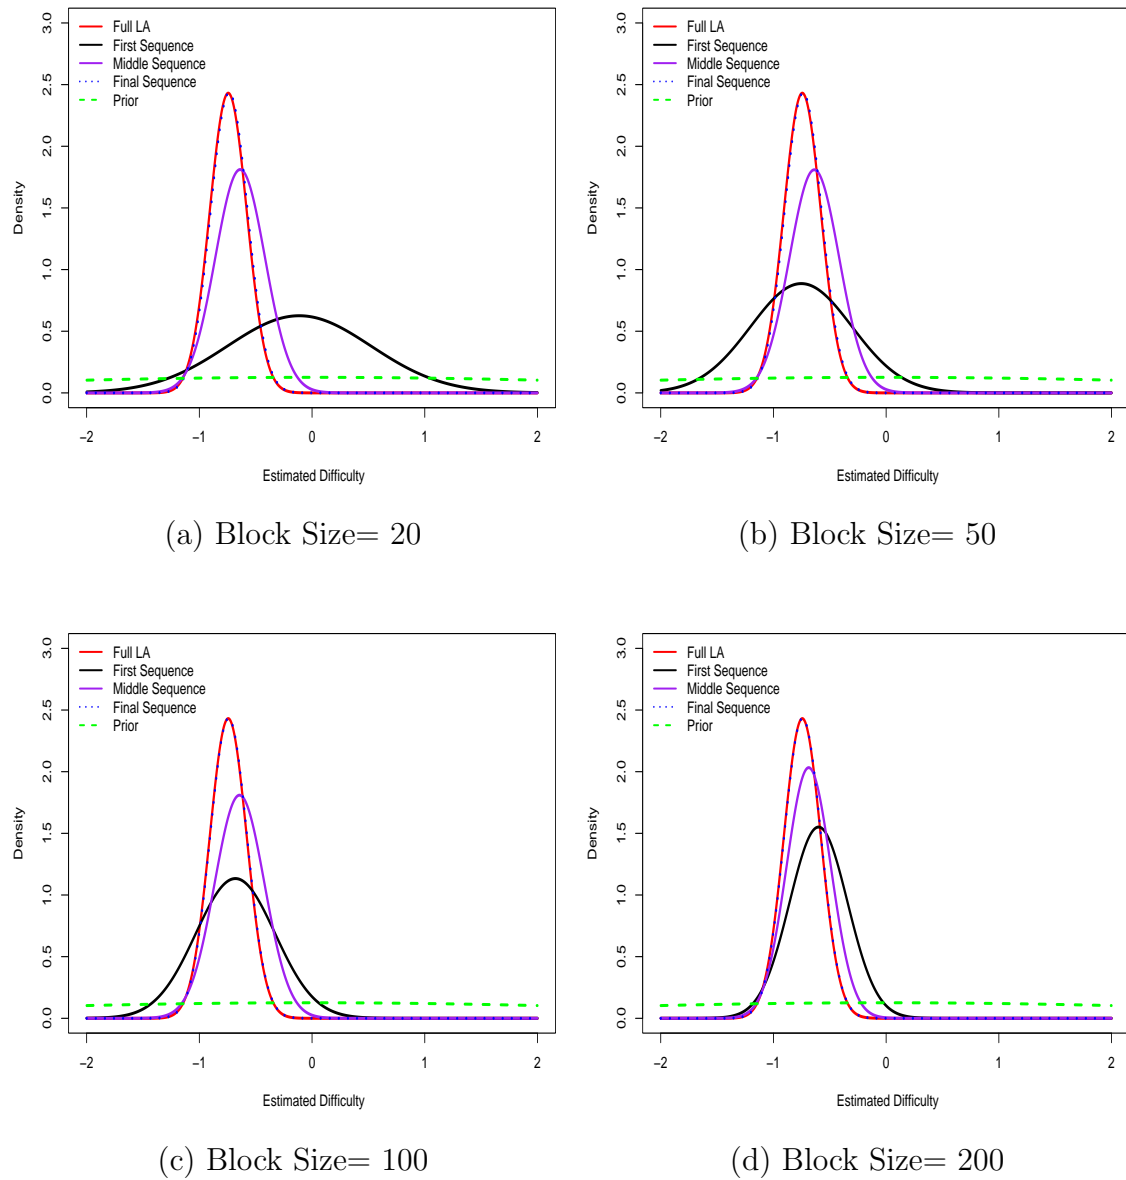 3.0
2.5
2.0
1.5
1.0
0.5
0.0
Density
Full LA
First Sequence
Middle Sequence
Final Sequence
Prior
−2 −1 0 1 2
Estimated Difficulty
(a) Block Size= 20
3.0
2.5
2.0
1.5
1.0
0.5
0.0
Density
Full LA
First Sequence
Middle Sequence
Final Sequence
Prior
−2 −1 0 1 2
Estimated Difficulty
(b) Block Size= 50
3.0
2.5
2.0
1.5
1.0
0.5
0.0
Density
Full LA
First Sequence
Middle Sequence
Final Sequence
Prior
−2 −1 0 1 2
Estimated Difficulty
(c) Block Size= 100
3.0
2.5
2.0
1.5
1.0
0.5
0.0
Density
Full LA
First Sequence
Middle Sequence
Final Sequence
Prior
−2 −1 0 1 2
Estimated Difficulty
(d) Block Size= 200